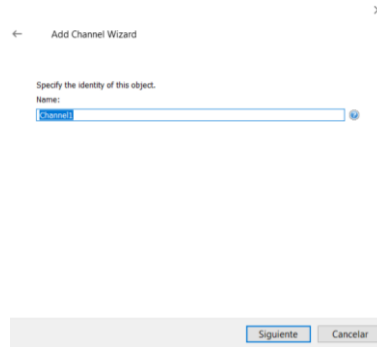 Add Channel Wizard
Specify the identity of this object.
Name:
Channel1
Siguiente Cancelar